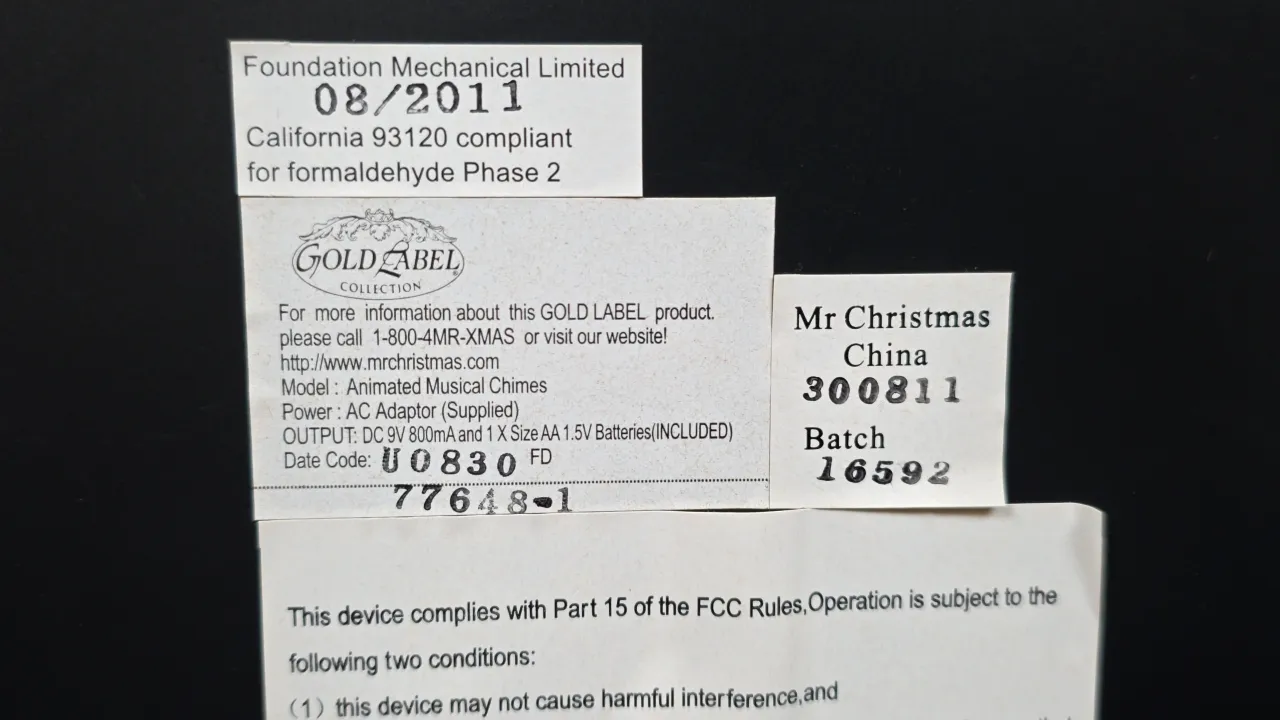 Foundation Mechanical Limited
08/2011
California 93120 compliant
for formaldehyde Phase 2
GOLD LABEL
COLLECTION
For more information about this GOLD LABEL product.
please call 1-800-4MR-XMAS or visit our website!
http://www.mrchristmas.com
Model : Animated Musical Chimes
Power : AC Adaptor (Supplied)
OUTPUT: DC 9V 800mA and 1 X Size AA 1.5V Batteries(INCLUDED)
Date Code: U0830 FD
77648-1
Mr Christmas
China
300811
Batch
16592
This device complies with Part 15 of the FCC Rules,Operation is subject to the
following two conditions:
(1) this device may not cause harmful interference,and